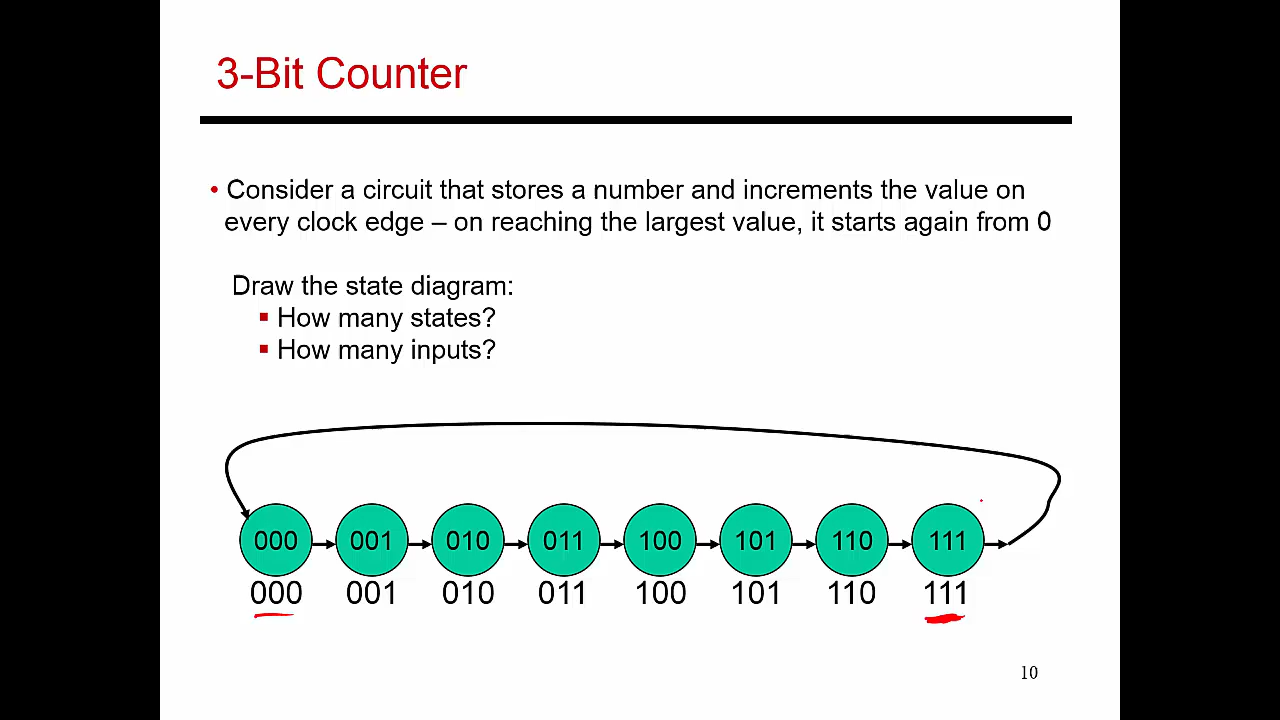 3-Bit Counter
• Consider a circuit that stores a number and increments the value on
every clock edge – on reaching the largest value, it starts again from 0
Draw the state diagram:
▪ How many states?
▪ How many inputs?
000 001 010 011 100 101 110 111
000 001 010 011 100 101 110 111
10